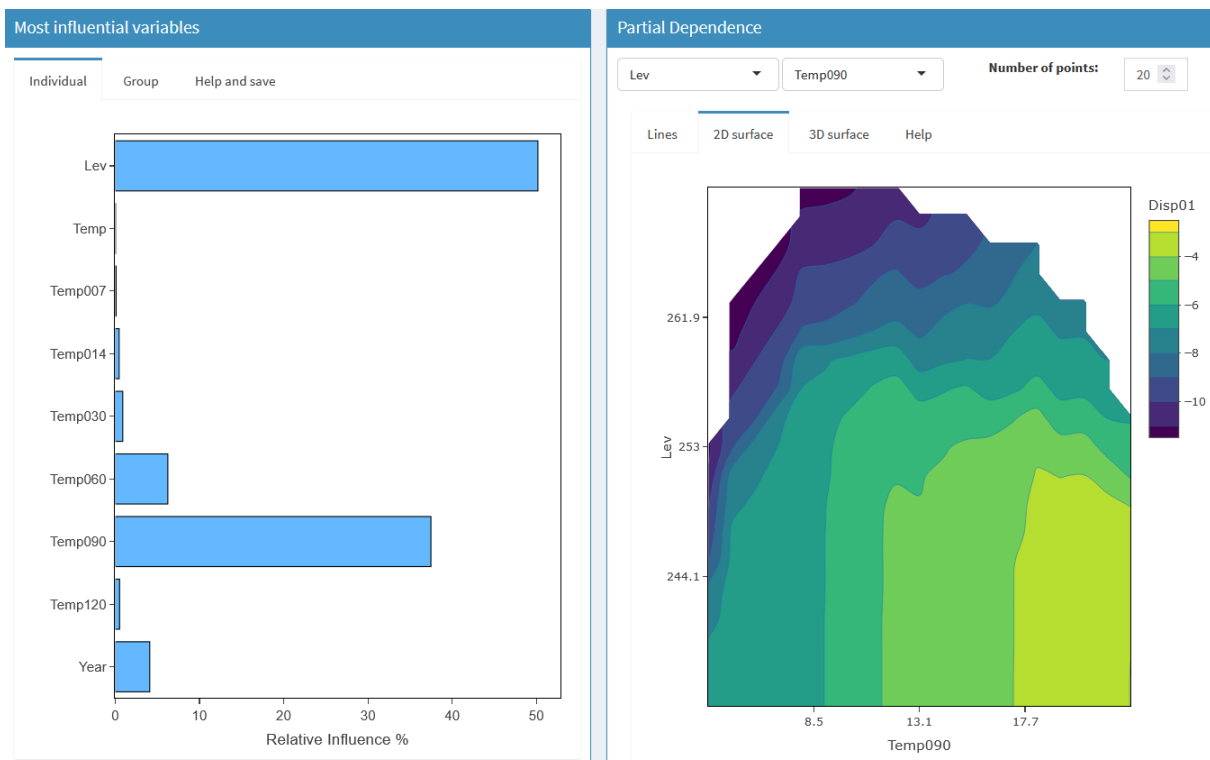 Most influential variables
Individual Group Help and save
Lev
Temp
Temp007
Temp014
Temp030
Temp060
Temp090
Temp120
Year
0 10 20 30 40 50
Relative Influence %
Partial Dependence
Lev Temp090 Number of points: 20
Lines 2D surface 3D surface Help
Disp01
−4
−6
−8
−10
261.9
253
244.1
Lev
8.5 13.1 17.7
Temp090